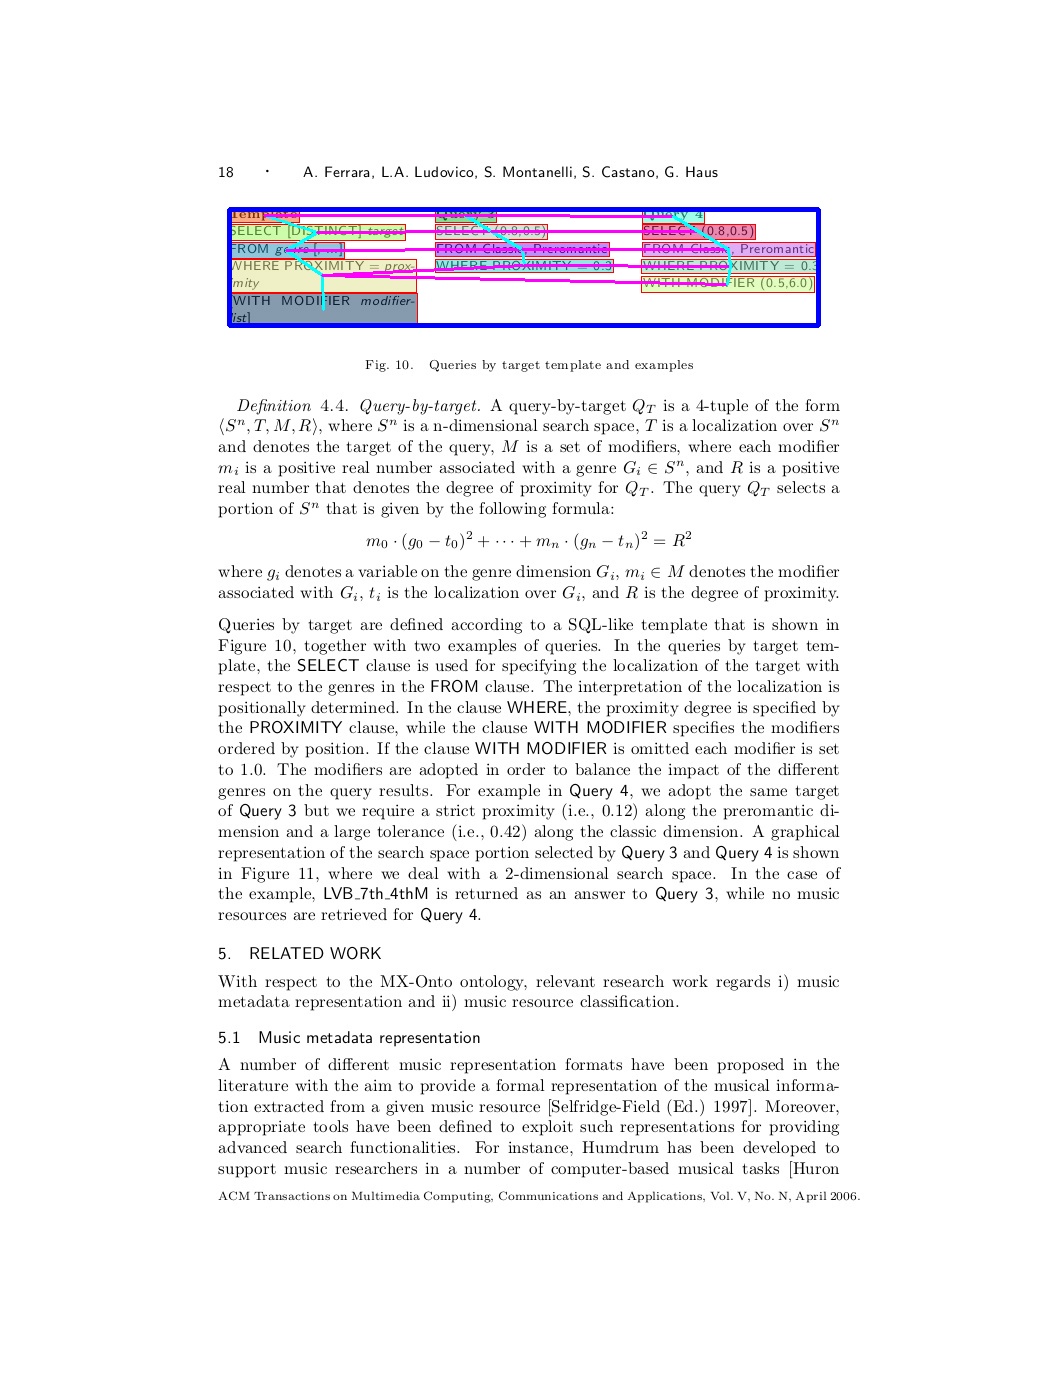 18 · A. Ferrara, L.A. Ludovico, S. Montanelli, S. Castano, G. Haus
Template Query 3 Query 4
SELECT [DISTINCT] target SELECT (0.8,0.5) SELECT (0.8,0.5)
FROM genre [,...] FROM Classic, Preromantic FROM Classic, Preromantic
WHERE PROXIMITY = prox- WHERE PROXIMITY = 0.3 WHERE PROXIMITY = 0.3
imity WITH MODIFIER (0.5,6.0)
[WITH MODIFIER modifier-
list]
Fig. 10. Queries by target template and examples
Definition 4.4. Query-by-target. A query-by-target Q_T is a 4-tuple of the form
⟨Sⁿ, T, M, R⟩, where Sⁿ is a n-dimensional search space, T is a localization over Sⁿ
and denotes the target of the query, M is a set of modifiers, where each modifier
m_i is a positive real number associated with a genre G_i ∈ Sⁿ, and R is a positive
real number that denotes the degree of proximity for Q_T. The query Q_T selects a
portion of Sⁿ that is given by the following formula:
m₀ · (g₀ − t₀)² + · · · + m_n · (g_n − t_n)² = R²
where g_i denotes a variable on the genre dimension G_i, m_i ∈ M denotes the modifier
associated with G_i, t_i is the localization over G_i, and R is the degree of proximity.
Queries by target are defined according to a SQL-like template that is shown in
Figure 10, together with two examples of queries. In the queries by target tem-
plate, the SELECT clause is used for specifying the localization of the target with
respect to the genres in the FROM clause. The interpretation of the localization is
positionally determined. In the clause WHERE, the proximity degree is specified by
the PROXIMITY clause, while the clause WITH MODIFIER specifies the modifiers
ordered by position. If the clause WITH MODIFIER is omitted each modifier is set
to 1.0. The modifiers are adopted in order to balance the impact of the different
genres on the query results. For example in Query 4, we adopt the same target
of Query 3 but we require a strict proximity (i.e., 0.12) along the preromantic di-
mension and a large tolerance (i.e., 0.42) along the classic dimension. A graphical
representation of the search space portion selected by Query 3 and Query 4 is shown
in Figure 11, where we deal with a 2-dimensional search space. In the case of
the example, LVB_7th_4thM is returned as an answer to Query 3, while no music
resources are retrieved for Query 4.
5. RELATED WORK
With respect to the MX-Onto ontology, relevant research work regards i) music
metadata representation and ii) music resource classification.
5.1 Music metadata representation
A number of different music representation formats have been proposed in the
literature with the aim to provide a formal representation of the musical informa-
tion extracted from a given music resource [Selfridge-Field (Ed.) 1997]. Moreover,
appropriate tools have been defined to exploit such representations for providing
advanced search functionalities. For instance, Humdrum has been developed to
support music researchers in a number of computer-based musical tasks [Huron
ACM Transactions on Multimedia Computing, Communications and Applications, Vol. V, No. N, April 2006.